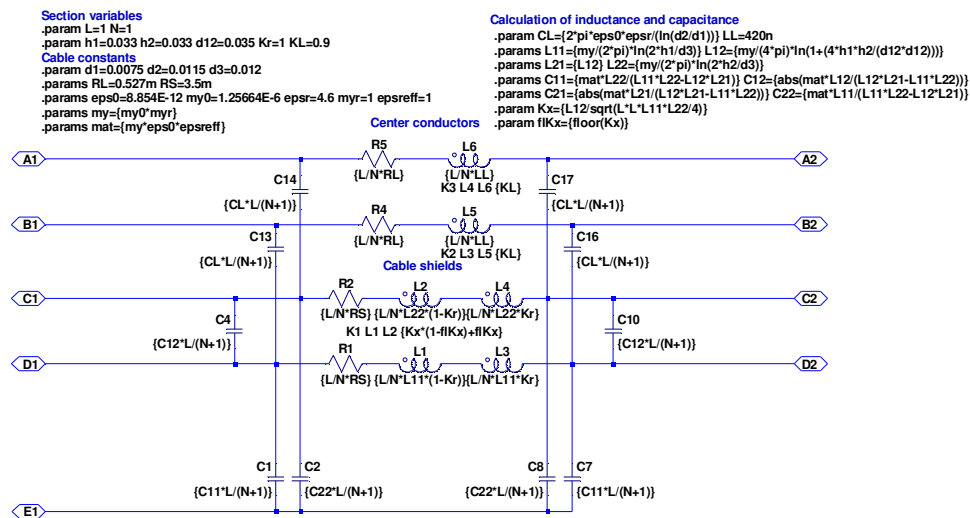 Section variables
.param L=1 N=1
.param h1=0.033 h2=0.033 d12=0.035 Kr=1 KL=0.9
Cable constants
.param d1=0.0075 d2=0.0115 d3=0.012
.params RL=0.527m RS=3.5m
.params eps0=8.854E-12 my0=1.25664E-6 epsr=4.6 myr=1 epsreff=1
.params my={my0*myr}
.params mat={my*eps0*epsreff}
Calculation of inductance and capacitance
.param CL={2*pi*eps0*epsr/(ln(d2/d1))} LL=420n
.params L11={my/(2*pi)*ln(2*h1/d3)} L12={my/(4*pi)*ln(1+(4*h1*h2/(d12*d12)))}
.params L21={L12} L22={my/(2*pi)*ln(2*h2/d3)}
.params C11={mat*L22/(L11*L22-L12*L21)} C12={abs(mat*L12/(L12*L21-L11*L22))}
.params C21={abs(mat*L21/(L12*L21-L11*L22))} C22={mat*L11/(L11*L22-L12*L21)}
.param Kx={L12/sqrt(L*L*L11*L22/4)}
.param flKx={floor(Kx)}
Center conductors
A1
R5
L6
A2
{L/N*RL}
{L/N*LL}
K3 L4 L6 {KL}
C14
C17
{CL*L/(N+1)}
{CL*L/(N+1)}
B1
R4
L5
B2
{L/N*RL}
{L/N*LL}
K2 L3 L5 {KL}
C13
C16
{CL*L/(N+1)}
{CL*L/(N+1)}
Cable shields
C1
R2
L2
L4
C2
{L/N*RS}
{L/N*L22*(1-Kr)}
{L/N*L22*Kr}
C4
K1 L1 L2 {Kx*(1-flKx)+flKx}
C10
{C12*L/(N+1)}
{C12*L/(N+1)}
D1
R1
L1
L3
D2
{L/N*RS}
{L/N*L11*(1-Kr)}
{L/N*L11*Kr}
C1
C2
C8
C7
{C11*L/(N+1)}
{C22*L/(N+1)}
{C22*L/(N+1)}
{C11*L/(N+1)}
E1